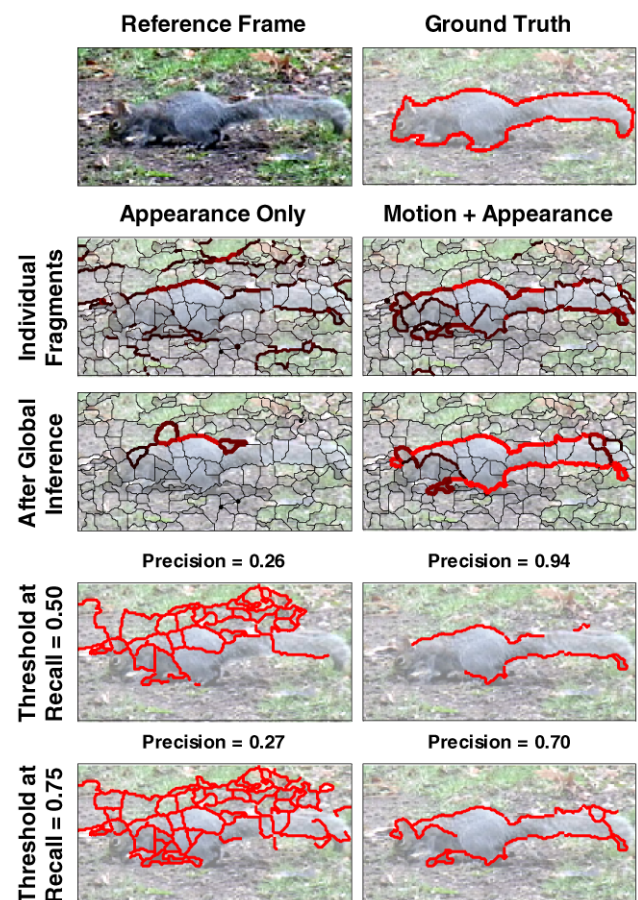 Reference Frame
Ground Truth
Appearance Only
Motion + Appearance
Individual
Fragments
After Global
Inference
Precision = 0.26
Precision = 0.94
Threshold at
Recall = 0.50
Precision = 0.27
Precision = 0.70
Threshold at
Recall = 0.75